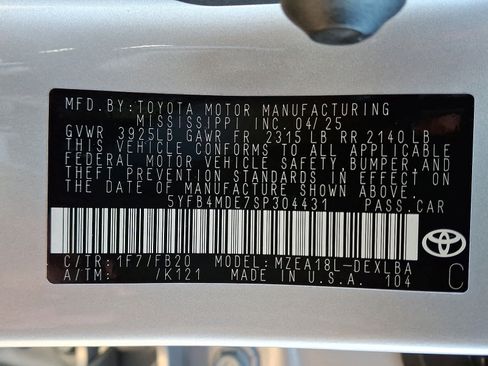 MFD. BY: TOYOTA MOTOR MANUFACTURING
MISSISSIPPI INC. 04/25
GVWR 3925LB GAWR FR 2315LB RR 2140LB
THIS VEHICLE CONFORMS TO ALL APPLICABLE
FEDERAL MOTOR VEHICLE SAFETY, BUMPER, AND
THEFT PREVENTION STANDARDS IN EFFECT ON
THE DATE OF MANUFACTURE SHOWN ABOVE.
5YFB4MDE7SP304431 PASS. CAR
C/TR: 1F7/FB20 MODEL: MZEA18L-DEXLBA
A/TM: /K121 MADE IN U.S.A. 104
TOYOTA
C